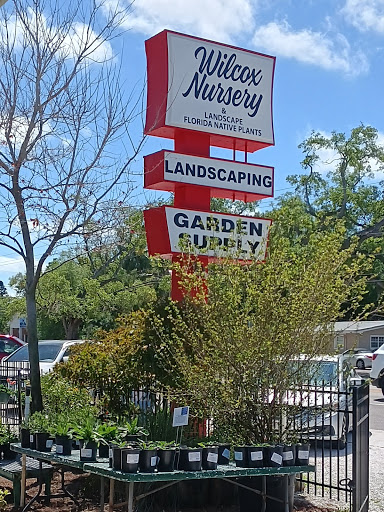 Wilcox
Nursery
&
LANDSCAPE
FLORIDA NATIVE PLANTS
LANDSCAPING
GARDEN
SUPPLY